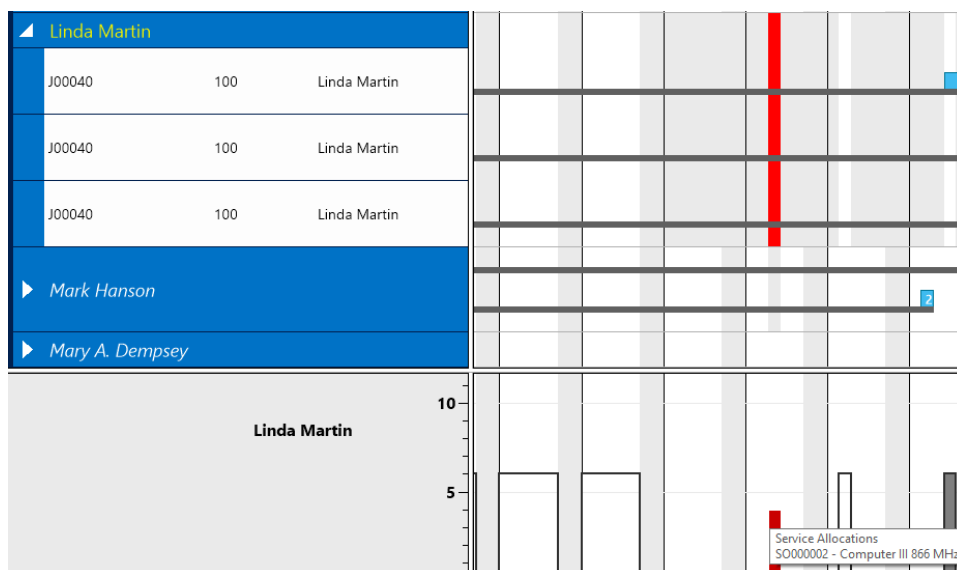 Linda Martin
J00040 100 Linda Martin
J00040 100 Linda Martin
J00040 100 Linda Martin
Mark Hanson
2
Mary A. Dempsey
10
Linda Martin
5
Service Allocations
SO000002 - Computer III 866 MHz